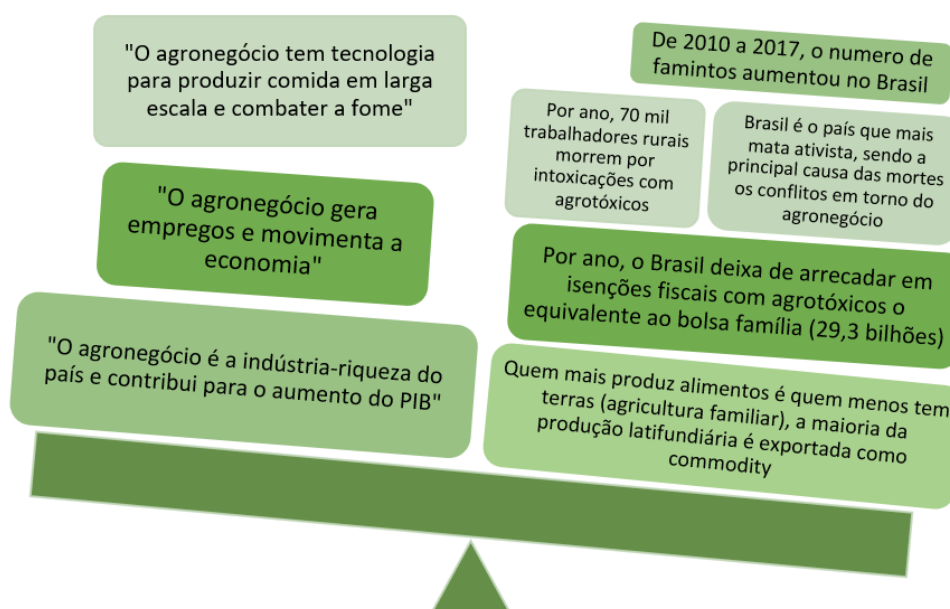 "O agronegócio tem tecnologia
para produzir comida em larga
escala e combater a fome"
"O agronegócio gera
empregos e movimenta a
economia"
"O agronegócio é a indústria-riqueza do
país e contribui para o aumento do PIB"
De 2010 a 2017, o numero de
famintos aumentou no Brasil
Por ano, 70 mil
trabalhadores rurais
morrem por
intoxicações com
agrotóxicos
Brasil é o país que mais
mata ativista, sendo a
principal causa das mortes
os conflitos em torno do
agronegócio
Por ano, o Brasil deixa de arrecadar em
isenções fiscais com agrotóxicos o
equivalente ao bolsa família (29,3 bilhões)
Quem mais produz alimentos é quem menos tem
terras (agricultura familiar), a maioria da
produção latifundiária é exportada como
commodity